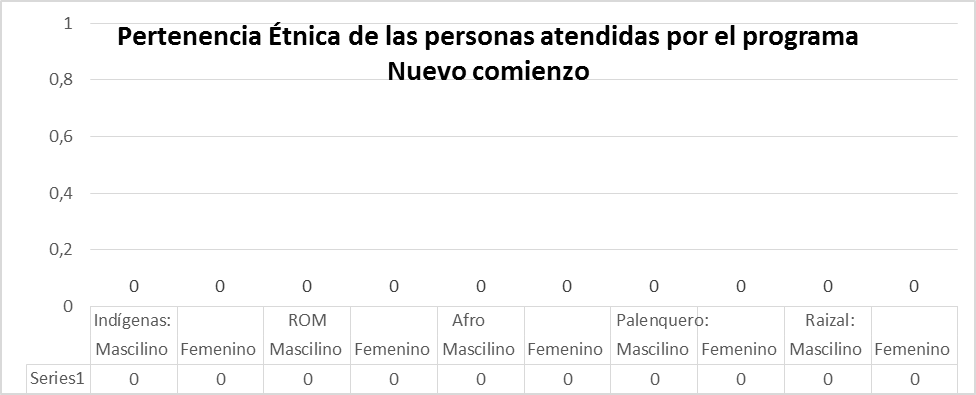 Pertenencia Étnica de las personas atendidas por el programa
Nuevo comienzo
1
0,8
0,6
0,4
0,2
0
0 0 0 0 0 0 0 0 0 0
Indígenas: ROM Afro Palenquero: Raizal:
Mascilino Femenino Mascilino Femenino Mascilino Femenino Mascilino Femenino Mascilino Femenino
Series1 0 0 0 0 0 0 0 0 0 0